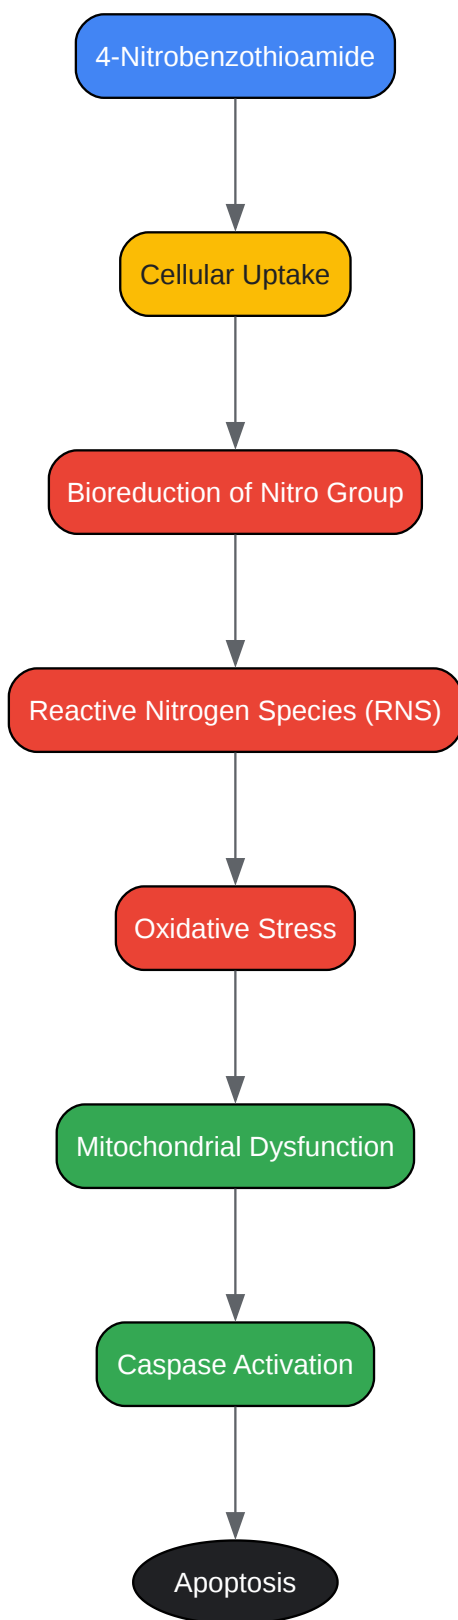 4-Nitrobenzothioamide
Cellular Uptake
Bioreduction of Nitro Group
Reactive Nitrogen Species (RNS)
Oxidative Stress
Mitochondrial Dysfunction
Caspase Activation
Apoptosis